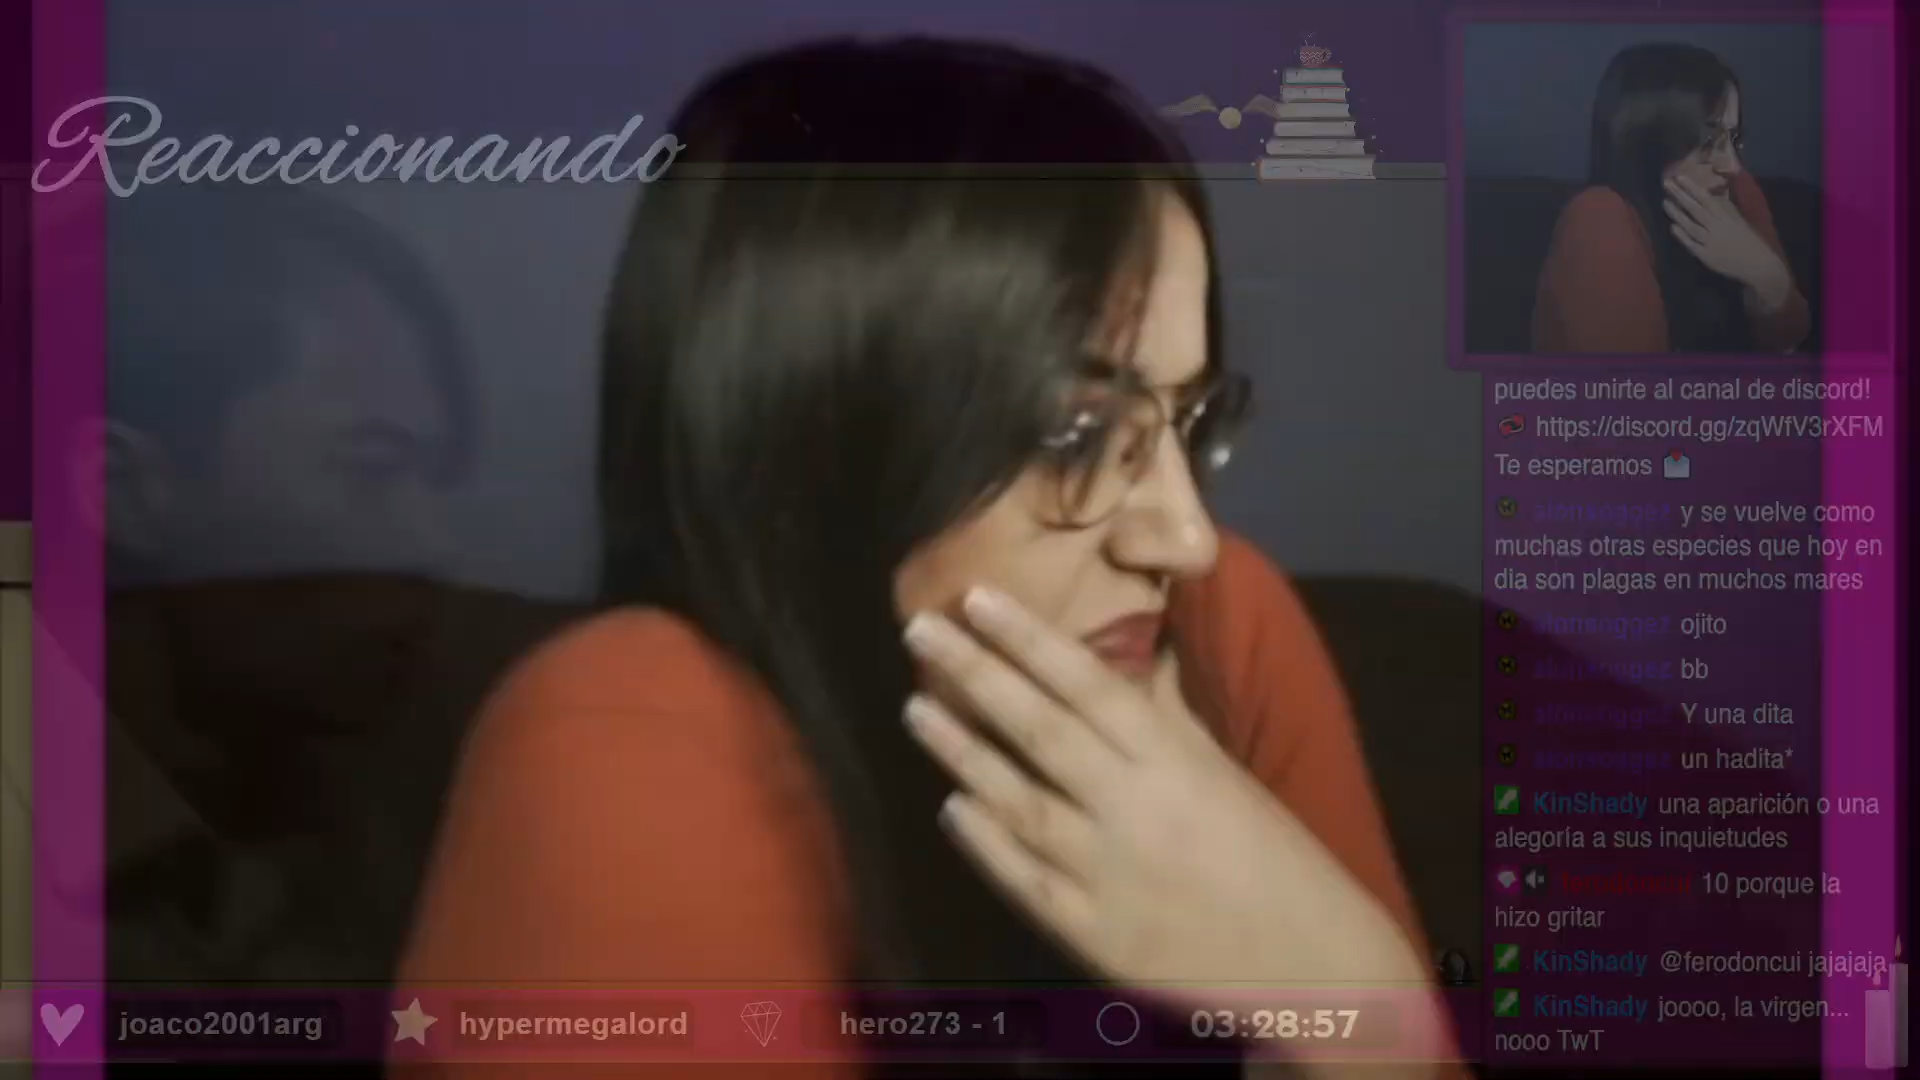 Reaccionando
puedes unirte al canal de discord!
https://discord.gg/zqWfV3rXFM
Te esperamos
y se vuelve como
muchas otras especies que hoy en
dia son plagas en muchos mares
ojito
bb
Y una dita
un hadita*
KinShady una aparición o una
alegoría a sus inquietudes
ferodoncui 10 porque la
hizo gritar
KinShady @ferodoncui jajajaja
KinShady joooo, la virgen...
nooo TwT
joaco2001arg
hypermegalord
hero273 - 1
03:28:57